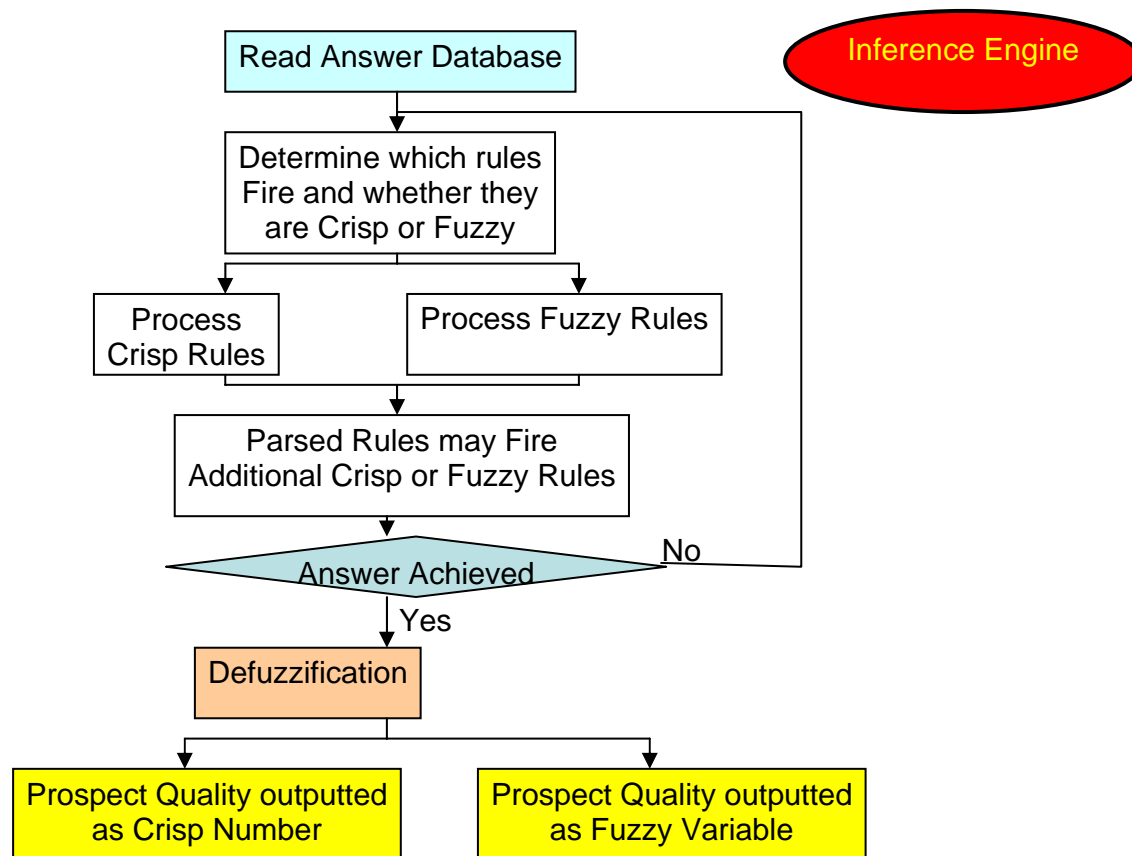 Read Answer Database
Inference Engine
Determine which rules
Fire and whether they
are Crisp or Fuzzy
Process
Crisp Rules
Process Fuzzy Rules
Parsed Rules may Fire
Additional Crisp or Fuzzy Rules
Answer Achieved
No
Yes
Defuzzification
Prospect Quality outputted
as Crisp Number
Prospect Quality outputted
as Fuzzy Variable